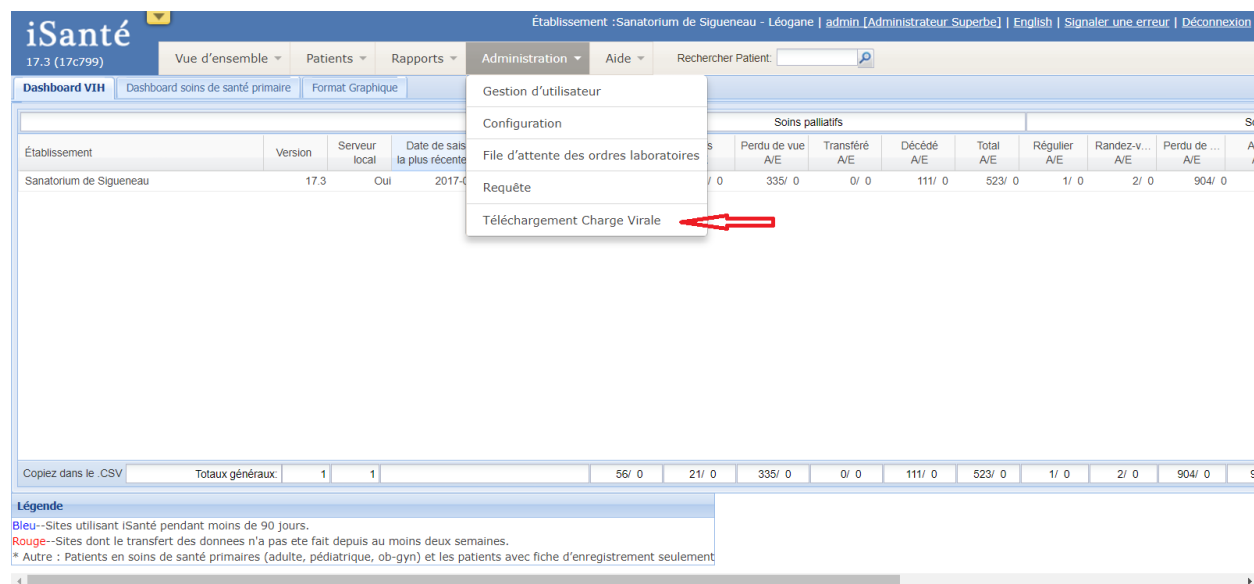 iSanté
17.3 (17c799)
Établissement :Sanatorium de Sigueneau - Léogane | admin [Administrateur Superbe] | English | Signaler une erreur | Déconnexion
Vue d'ensemble Patients Rapports Administration Aide Rechercher Patient:
Dashboard VIH Dashboard soins de santé primaire Format Graphique
Gestion d'utilisateur
Configuration
File d'attente des ordres laboratoires
Requête
Téléchargement Charge Virale
Soins palliatifs
Établissement Version Serveur local Date de sais la plus récente Perdu de vue A/E Transféré A/E Décédé A/E Total A/E Régulier A/E Randez-v... A/E Perdu de ... A/E
Sanatorium de Sigueneau 17.3 Oui 2017-0 / 0 335/ 0 0/ 0 111/ 0 523/ 0 1/ 0 2/ 0 904/ 0
Copiez dans le .CSV Totaux généraux: 1 1 56/ 0 21/ 0 335/ 0 0/ 0 111/ 0 523/ 0 1/ 0 2/ 0 904/ 0
Légende
Bleu--Sites utilisant iSanté pendant moins de 90 jours.
Rouge--Sites dont le transfert des donnees n'a pas ete fait depuis au moins deux semaines.
* Autre : Patients en soins de santé primaires (adulte, pédiatrique, ob-gyn) et les patients avec fiche d'enregistrement seulement